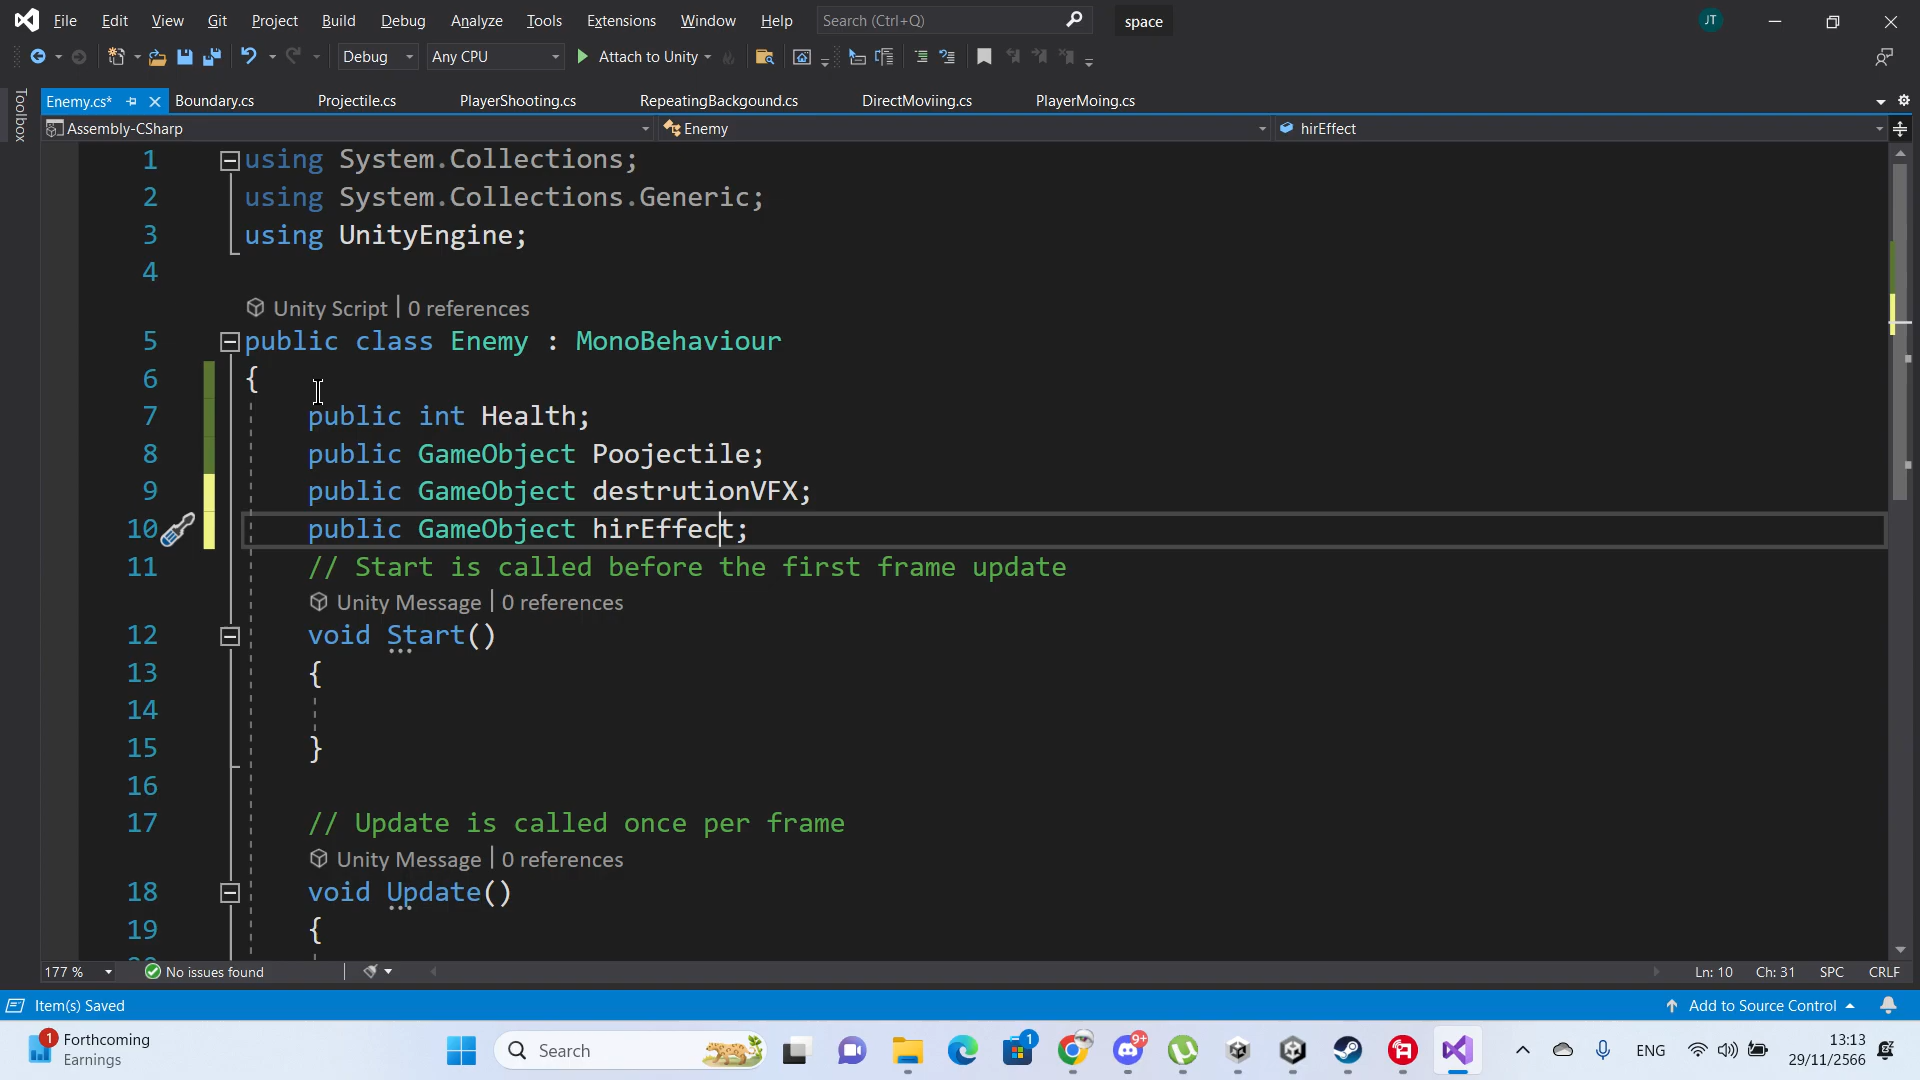 File Edit View Git Project Build Debug Analyze Tools Extensions Window Help Search (Ctrl+Q) space JT
Debug Any CPU Attach to Unity
Toolbox
Enemy.cs* Boundary.cs Projectile.cs PlayerShooting.cs RepeatingBackgound.cs DirectMoviing.cs PlayerMoing.cs
Assembly-CSharp Enemy hirEffect
1 using System.Collections;
2 using System.Collections.Generic;
3 using UnityEngine;
4
Unity Script | 0 references
5 public class Enemy : MonoBehaviour
6 {
7 public int Health;
8 public GameObject Poojectile;
9 public GameObject destrutionVFX;
10 public GameObject hirEffect;
11 // Start is called before the first frame update
Unity Message | 0 references
12 void Start()
13 {
14
15 }
16
17 // Update is called once per frame
Unity Message | 0 references
18 void Update()
19 {
177 % No issues found Ln: 10 Ch: 31 SPC CRLF
Item(s) Saved Add to Source Control
1 Forthcoming
Earnings
Search 1 9+ ENG 13:13
29/11/2566